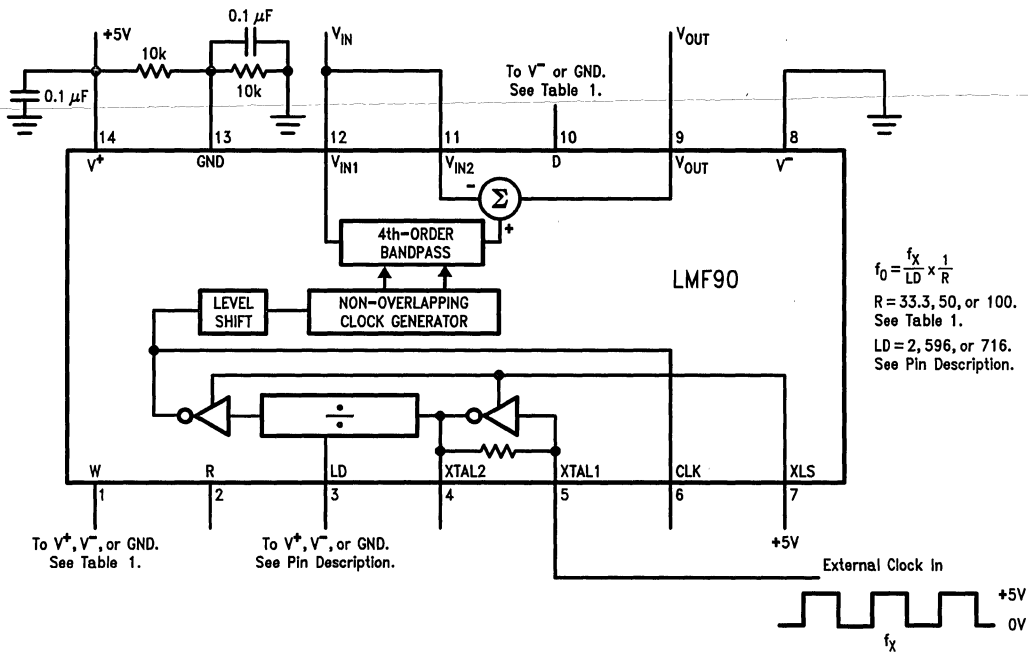 +5V
0.1 μF
10k
10k
0.1 μF
V_IN
To V⁻ or GND.
See Table 1.
V_OUT
14
13
12
11
10
9
8
V⁺
GND
V_IN1
V_IN2
D
V_OUT
V⁻
-
Σ
+
4th-ORDER
BANDPASS
LMF90
LEVEL
SHIFT
NON-OVERLAPPING
CLOCK GENERATOR
f₀ = f_X/LD × 1/R
R = 33.3, 50, or 100.
See Table 1.
LD = 2, 596, or 716.
See Pin Description.
÷
W
R
LD
XTAL2
XTAL1
CLK
XLS
1
2
3
4
5
6
7
To V⁺, V⁻, or GND.
See Table 1.
To V⁺, V⁻, or GND.
See Pin Description.
+5V
External Clock In
+5V
0V
f_X